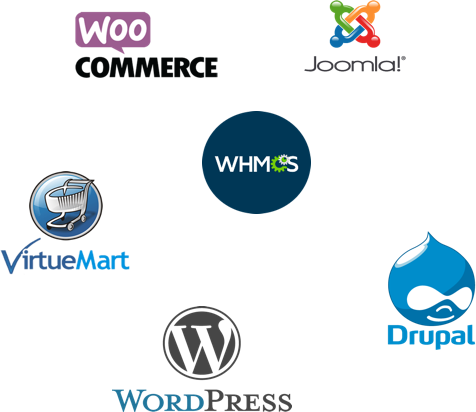 WOO
COMMERCE
Joomla!®
WHMCS
VirtueMart
Drupal
W
WORDPRESS